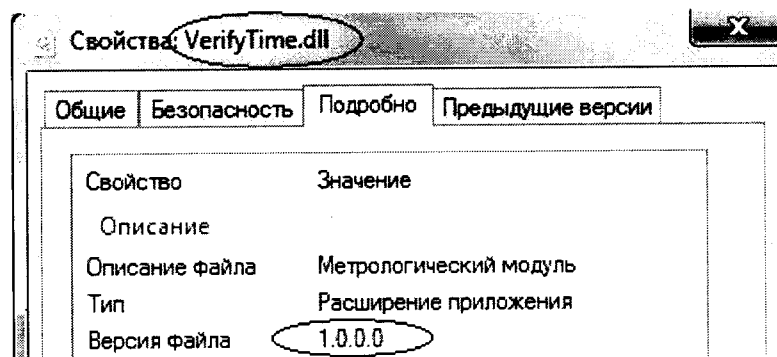 Свойства: VerifyTime.dll
Общие Безопасность Подробно Предыдущие версии
Свойство Значение
Описание
Описание файла Метрологический модуль
Тип Расширение приложения
Версия файла 1.0.0.0